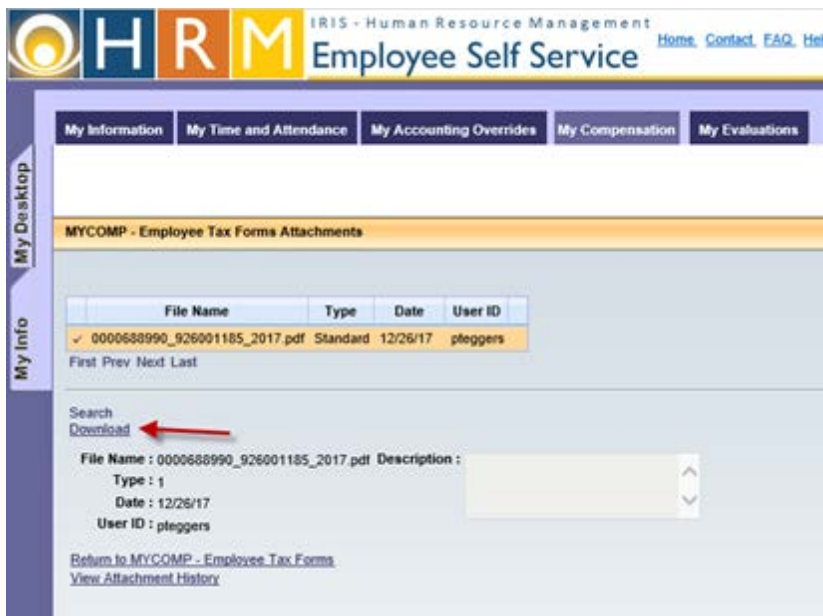 HRM
IRIS - Human Resource Management
Employee Self Service
Home Contact FAQ
My Information My Time and Attendance My Accounting Overrides My Compensation My Evaluations
My Desktop
My Info
MYCOMP - Employee Tax Forms Attachments
File Name Type Date User ID
0000688990_926001185_2017.pdf Standard 12/26/17 pteggers
First Prev Next Last
Search
Download
File Name : 0000688990_926001185_2017.pdf Description :
Type : 1
Date : 12/26/17
User ID : pteggers
Return to MYCOMP - Employee Tax Forms
View Attachment History